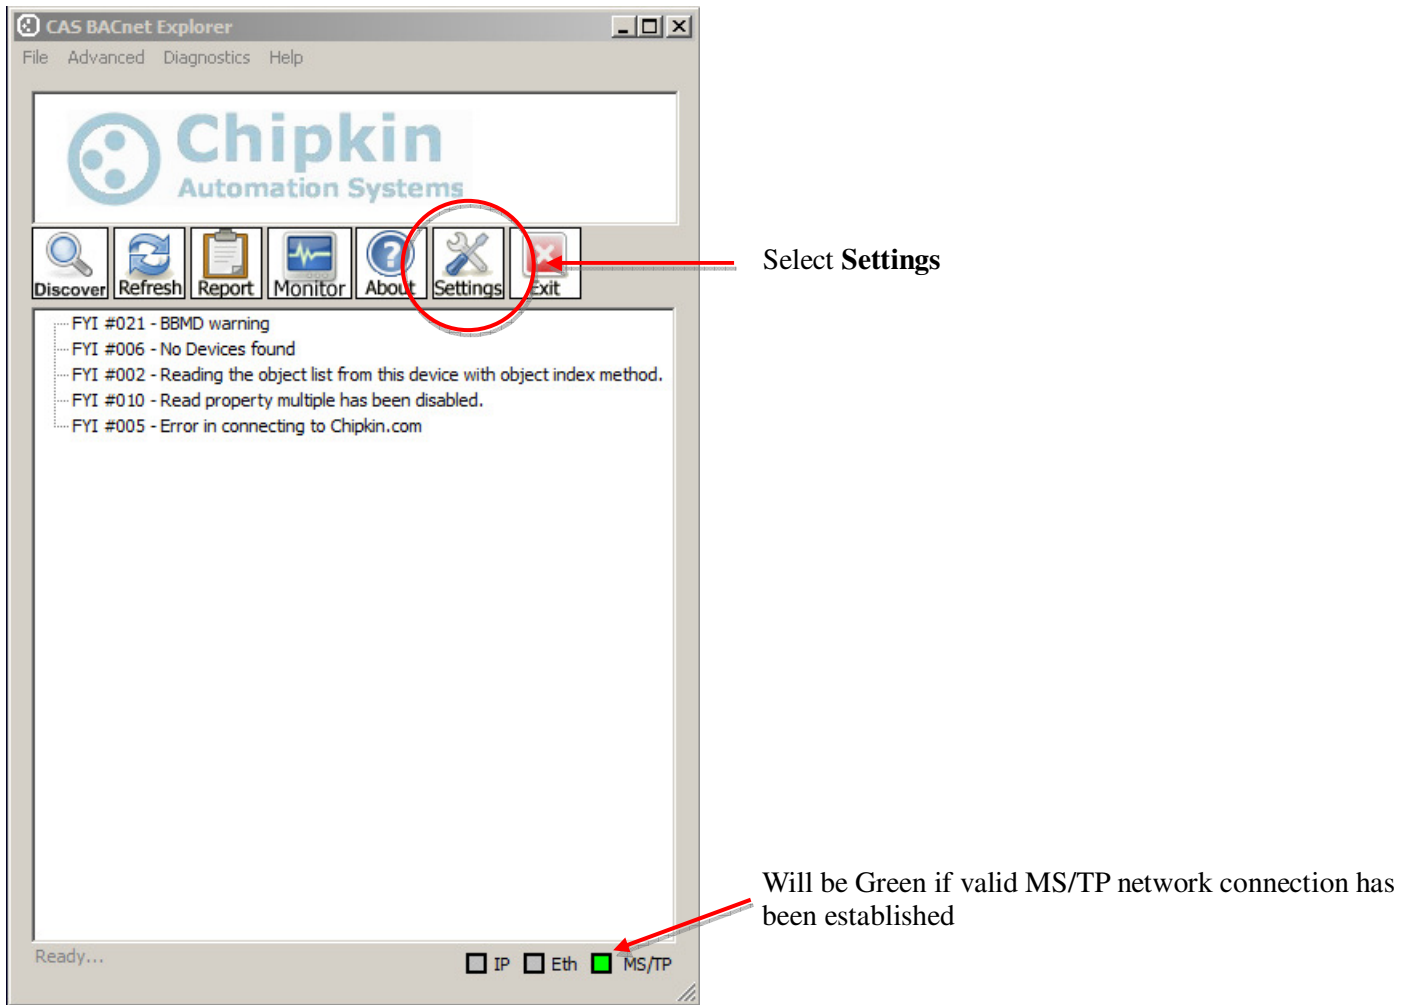 CAS BACnet Explorer
File Advanced Diagnostics Help
Chipkin
Automation Systems
Discover Refresh Report Monitor About Settings Exit
Select Settings
FYI #021 - BBMD warning
FYI #006 - No Devices found
FYI #002 - Reading the object list from this device with object index method.
FYI #010 - Read property multiple has been disabled.
FYI #005 - Error in connecting to Chipkin.com
Will be Green if valid MS/TP network connection has
been established
Ready...
IP Eth MS/TP